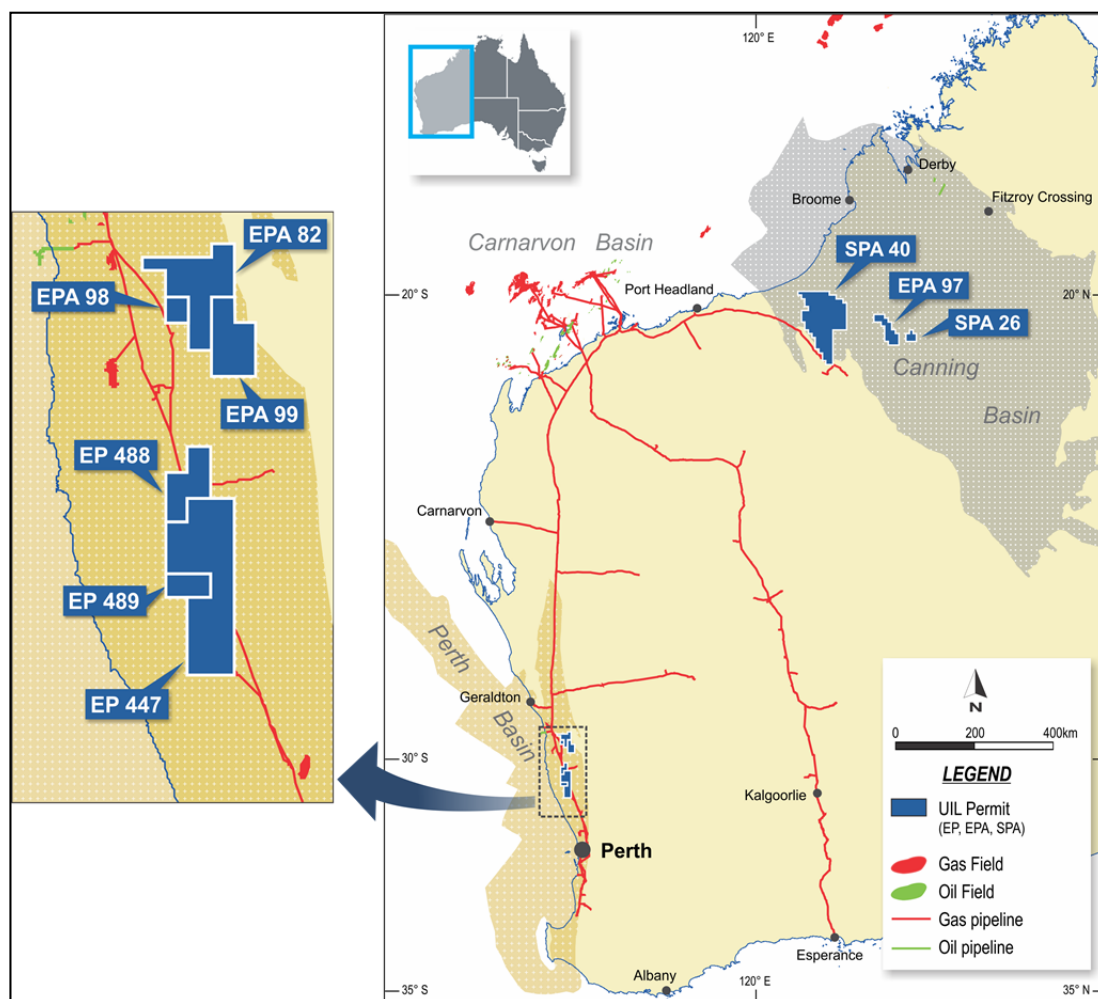 120° E
Derby
Broome
Fitzroy Crossing
EPA 82
Carnarvon Basin
SPA 40
EPA 98
Port Headland
20° S
EPA 97
20° N
SPA 26
Canning
Basin
EPA 99
EP 488
Carnarvon
EP 489
Perth
Basin
EP 447
Geraldton
N
0 200 400km
30° S
LEGEND
Kalgoorlie
UIL Permit
(EP, EPA, SPA)
Perth
Gas Field
Oil Field
Gas pipeline
Oil pipeline
Esperance
Albany
35° S
120° E
35° N